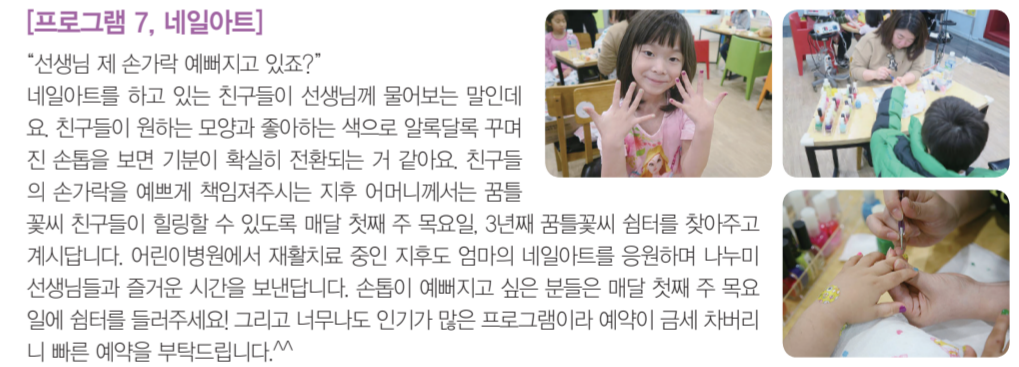 [프로그램 7, 네일아트]
“선생님 제 손가락 예뻐지고 있죠?”
네일아트를 하고 있는 친구들이 선생님께 물어보는 말인데
요. 친구들이 원하는 모양과 좋아하는 색으로 알록달록 꾸며
진 손톱을 보면 기분이 확실히 전환되는 거 같아요. 친구들
의 손가락을 예쁘게 책임져주시는 지후 어머니께서는 꿈틀
꽃씨 친구들이 힐링할 수 있도록 매달 첫째 주 목요일, 3년째 꿈틀꽃씨 쉼터를 찾아주고
계시답니다. 어린이병원에서 재활치료 중인 지후도 엄마의 네일아트를 응원하며 나누미
선생님들과 즐거운 시간을 보낸답니다. 손톱이 예뻐지고 싶은 분들은 매달 첫째 주 목요
일에 쉼터를 들러주세요! 그리고 너무나도 인기가 많은 프로그램이라 예약이 금세 차버리
니 빠른 예약을 부탁드립니다.^^